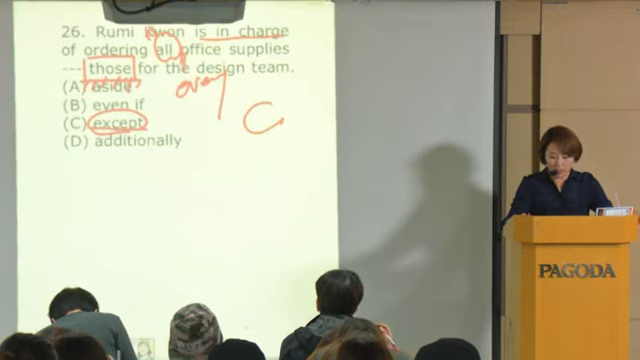 26. Rumi Kwon is in charge
of ordering all office supplies
--- those for the design team.
(A) aside
every
(B) even if
(C) except
C
(D) additionally
PAGODA